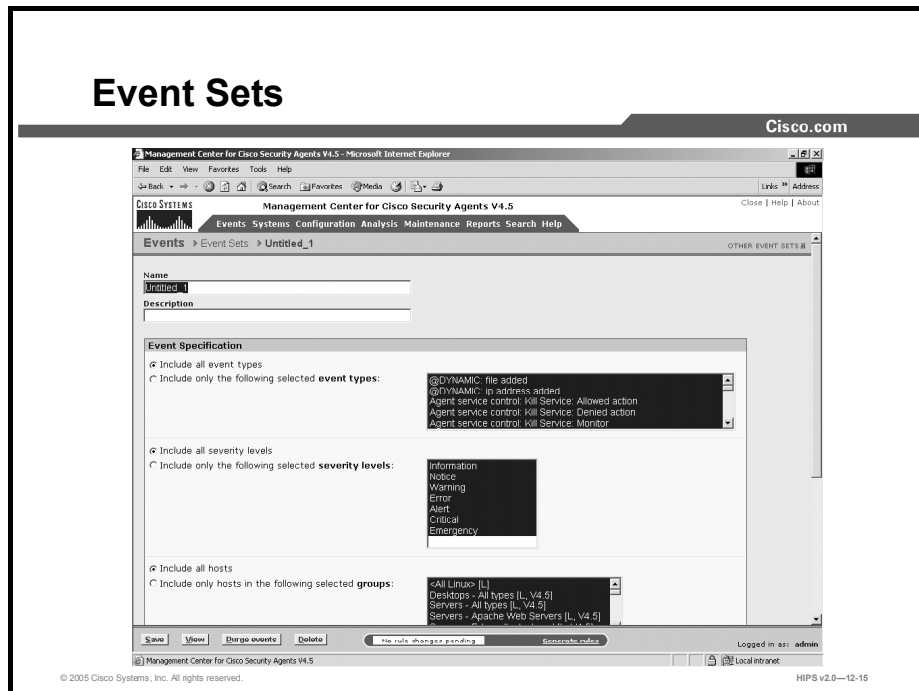 Event Sets
Cisco.com
Management Center for Cisco Security Agents V4.5 - Microsoft Internet Explorer
File Edit View Favorites Tools Help
Back Search Favorites Media Links » Address
CISCO SYSTEMS Management Center for Cisco Security Agents V4.5 Close | Help | About
Events Systems Configuration Analysis Maintenance Reports Search Help
Events Event Sets Untitled_1 OTHER EVENT SETS
Name
Untitled_1
Description
Event Specification
Include all event types
Include only the following selected event types:
@DYNAMIC: file added
@DYNAMIC: ip address added
Agent service control: Kill Service: Allowed action
Agent service control: Kill Service: Denied action
Agent service control: Kill Service: Monitor
Include all severity levels
Include only the following selected severity levels:
Information
Notice
Warning
Error
Alert
Critical
Emergency
Include all hosts
Include only hosts in the following selected groups:
<All Linux> [L]
Desktops - All types [L, V4.5]
Servers - All types [L, V4.5]
Servers - Apache Web Servers [L, V4.5]
Save View Purge events Delete No rule changes pending Generate rules Logged in as: admin
Management Center for Cisco Security Agents V4.5 Local intranet
© 2005 Cisco Systems, Inc. All rights reserved. HIPS v2.0—12-15